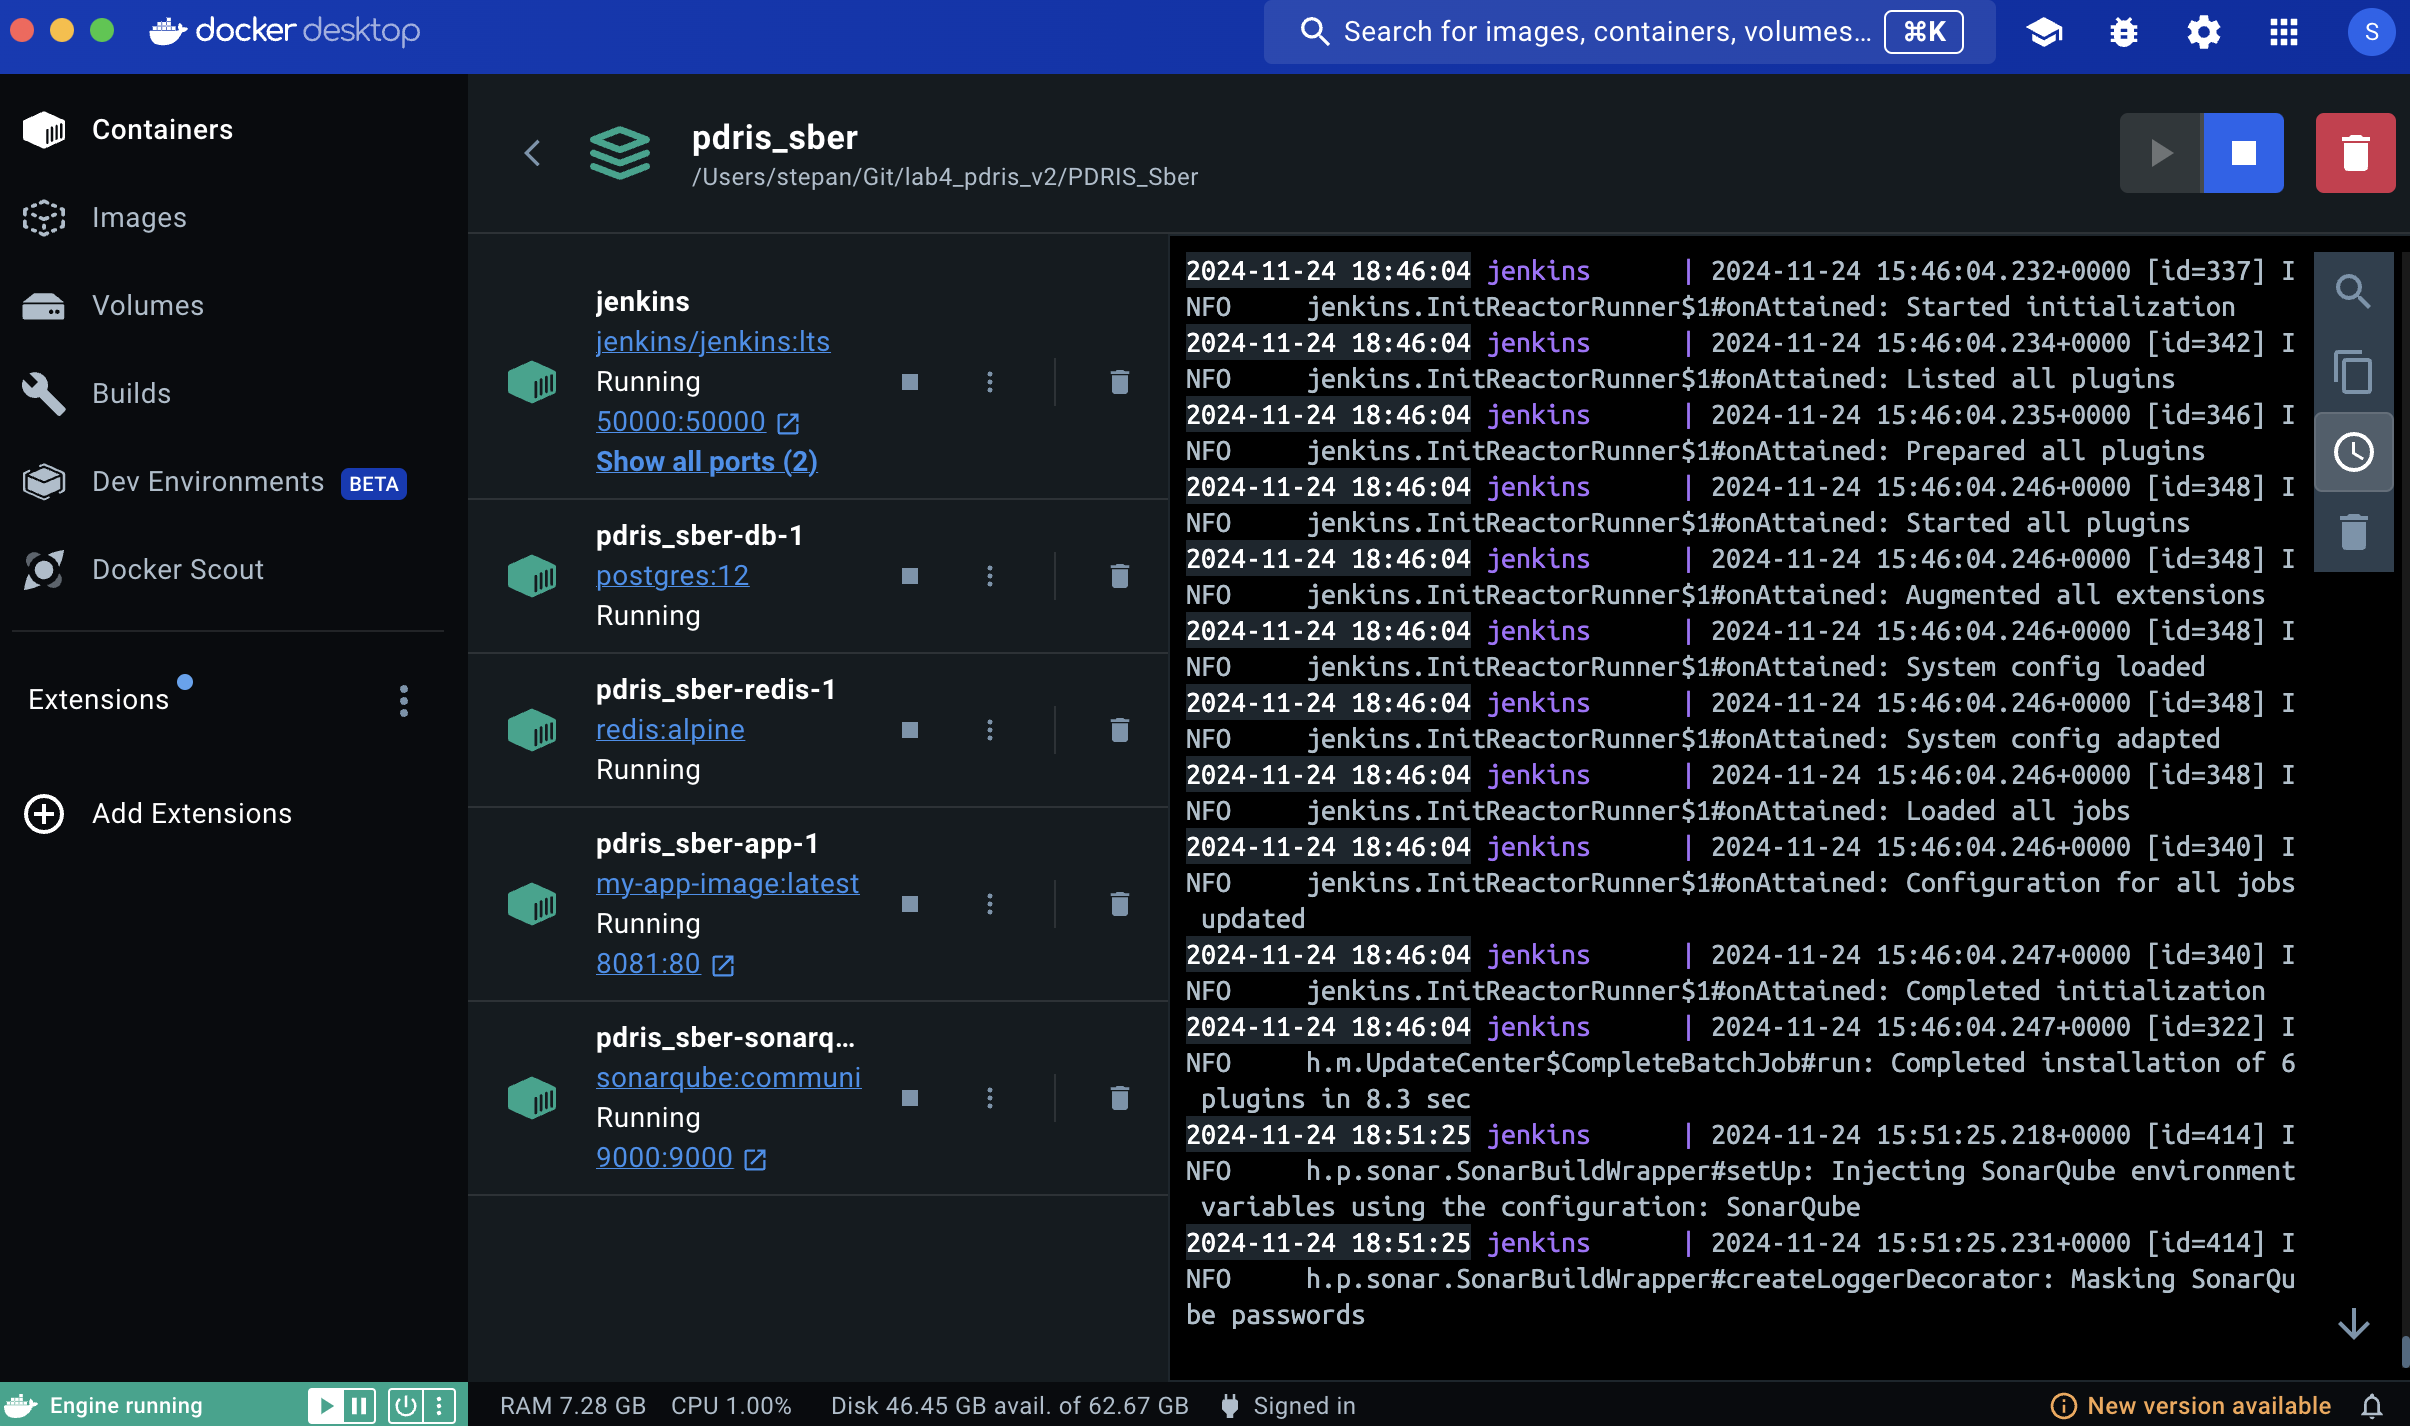 docker desktop
Search for images, containers, volumes... ⌘K
S
Containers
Images
Volumes
Builds
Dev Environments BETA
Docker Scout
Extensions
Add Extensions
pdris_sber
/Users/stepan/Git/lab4_pdris_v2/PDRIS_Sber
jenkins
jenkins/jenkins:lts
Running
50000:50000
Show all ports (2)
pdris_sber-db-1
postgres:12
Running
pdris_sber-redis-1
redis:alpine
Running
pdris_sber-app-1
my-app-image:latest
Running
8081:80
pdris_sber-sonarq...
sonarqube:communi
Running
9000:9000
2024-11-24 18:46:04 jenkins | 2024-11-24 15:46:04.232+0000 [id=337] I
NFO jenkins.InitReactorRunner$1#onAttained: Started initialization
2024-11-24 18:46:04 jenkins | 2024-11-24 15:46:04.234+0000 [id=342] I
NFO jenkins.InitReactorRunner$1#onAttained: Listed all plugins
2024-11-24 18:46:04 jenkins | 2024-11-24 15:46:04.235+0000 [id=346] I
NFO jenkins.InitReactorRunner$1#onAttained: Prepared all plugins
2024-11-24 18:46:04 jenkins | 2024-11-24 15:46:04.246+0000 [id=348] I
NFO jenkins.InitReactorRunner$1#onAttained: Started all plugins
2024-11-24 18:46:04 jenkins | 2024-11-24 15:46:04.246+0000 [id=348] I
NFO jenkins.InitReactorRunner$1#onAttained: Augmented all extensions
2024-11-24 18:46:04 jenkins | 2024-11-24 15:46:04.246+0000 [id=348] I
NFO jenkins.InitReactorRunner$1#onAttained: System config loaded
2024-11-24 18:46:04 jenkins | 2024-11-24 15:46:04.246+0000 [id=348] I
NFO jenkins.InitReactorRunner$1#onAttained: System config adapted
2024-11-24 18:46:04 jenkins | 2024-11-24 15:46:04.246+0000 [id=348] I
NFO jenkins.InitReactorRunner$1#onAttained: Loaded all jobs
2024-11-24 18:46:04 jenkins | 2024-11-24 15:46:04.246+0000 [id=340] I
NFO jenkins.InitReactorRunner$1#onAttained: Configuration for all jobs
updated
2024-11-24 18:46:04 jenkins | 2024-11-24 15:46:04.247+0000 [id=340] I
NFO jenkins.InitReactorRunner$1#onAttained: Completed initialization
2024-11-24 18:46:04 jenkins | 2024-11-24 15:46:04.247+0000 [id=322] I
NFO h.m.UpdateCenter$CompleteBatchJob#run: Completed installation of 6
plugins in 8.3 sec
2024-11-24 18:51:25 jenkins | 2024-11-24 15:51:25.218+0000 [id=414] I
NFO h.p.sonar.SonarBuildWrapper#setUp: Injecting SonarQube environment
variables using the configuration: SonarQube
2024-11-24 18:51:25 jenkins | 2024-11-24 15:51:25.231+0000 [id=414] I
NFO h.p.sonar.SonarBuildWrapper#createLoggerDecorator: Masking SonarQu
be passwords
Engine running
RAM 7.28 GB CPU 1.00% Disk 46.45 GB avail. of 62.67 GB Signed in
New version available